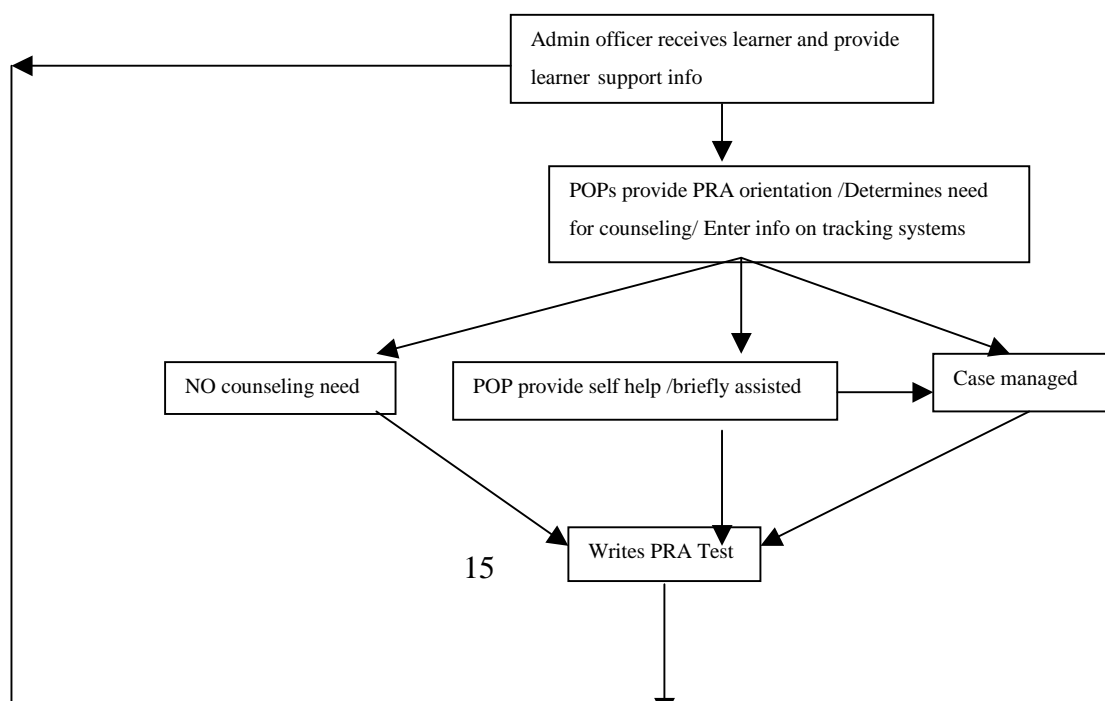 Admin officer receives learner and provide
learner support info
POPs provide PRA orientation /Determines need
for counseling/ Enter info on tracking systems
NO counseling need
POP provide self help /briefly assisted
Case managed
Writes PRA Test
15